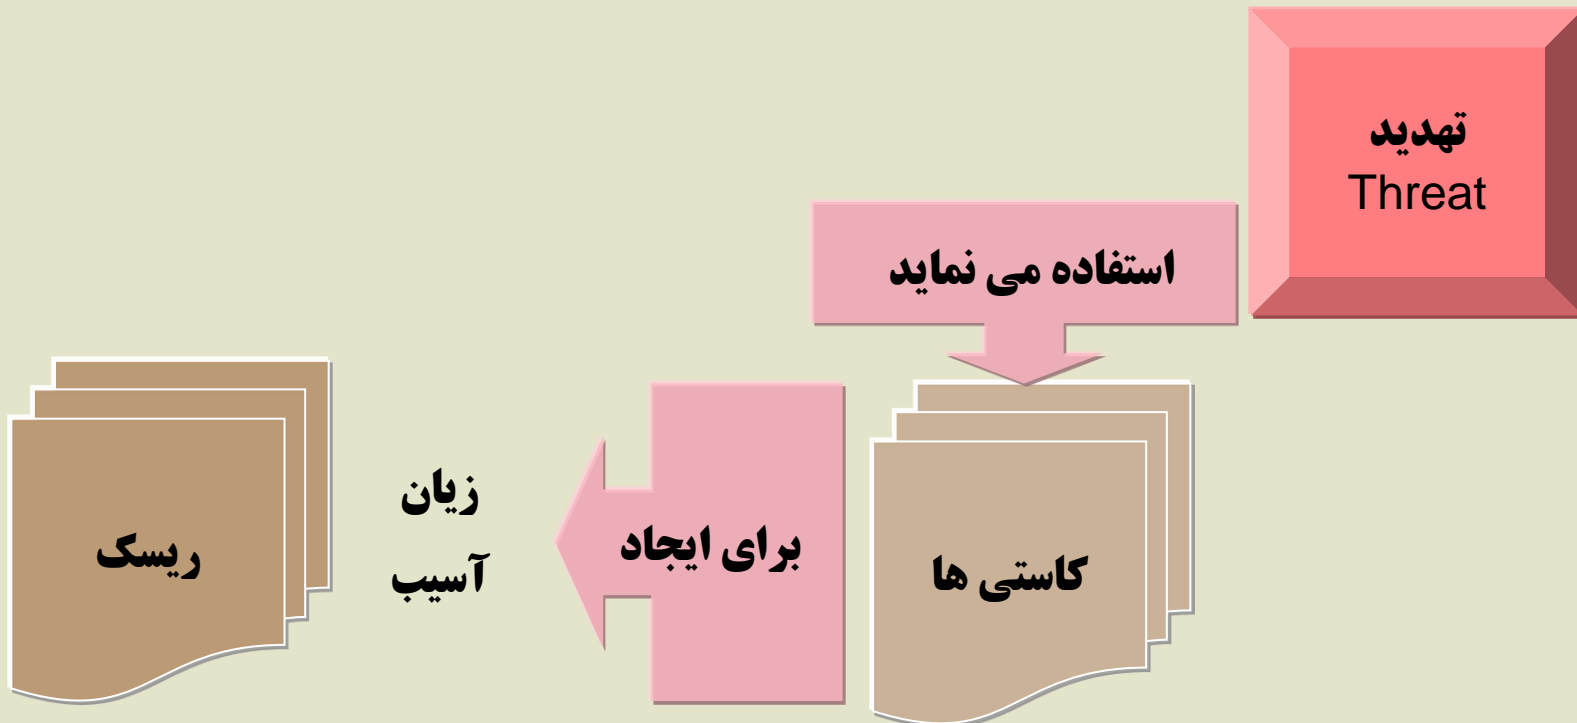 تهدید
Threat
استفاده می نماید
کاستی ها
برای ایجاد
زیان
آسیب
ریسک